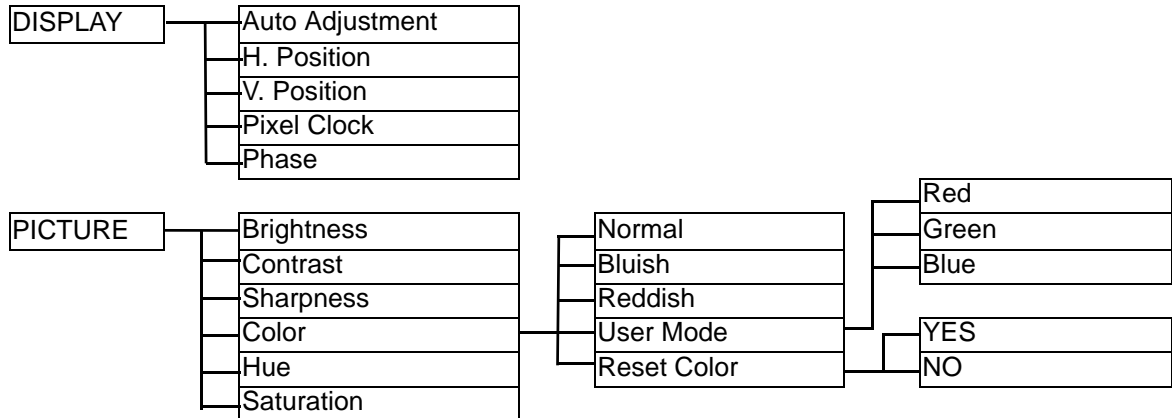 DISPLAY
Auto Adjustment
H. Position
V. Position
Pixel Clock
Phase
PICTURE
Brightness
Contrast
Sharpness
Color
Hue
Saturation
Normal
Bluish
Reddish
User Mode
Reset Color
Red
Green
Blue
YES
NO